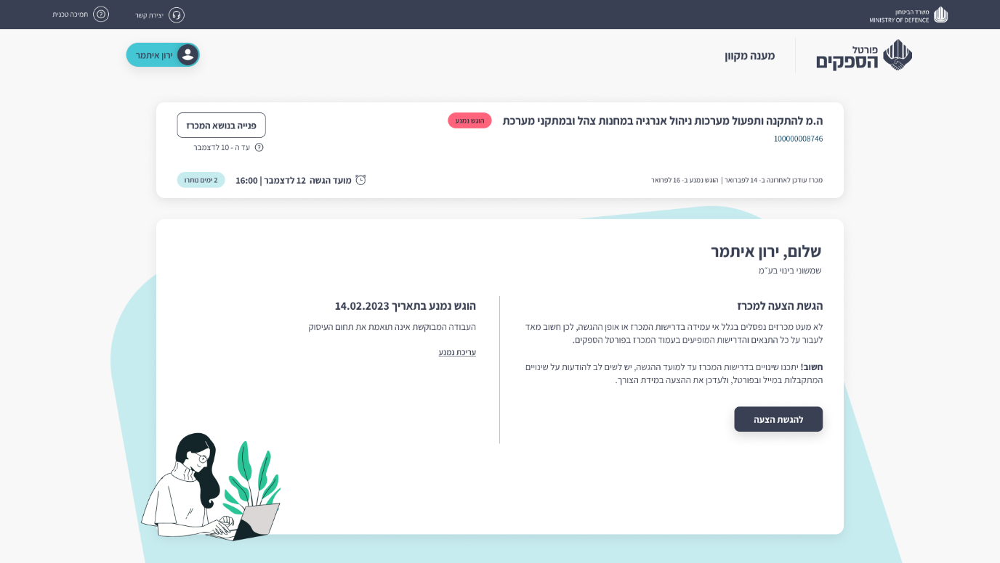 משרד הביטחון
MINISTRY OF DEFENCE
יצירת קשר
תמיכה טכנית
פורטל
הספקים
מענה מקוון
ירון איתמר
ה.מ להתקנה ותפעול מערכות ניהול אנרגיה במחנות צהל ובמתקני מערכת
הוגש נמנע
פנייה בנושא המכרז
100000008746
עד ה - 10 לדצמבר
מכרז עודכן לאחרונה ב- 14 לפברואר | הוגש נמנע ב- 16 לפרואר
מועד הגשה 12 לדצמבר | 16:00
2 ימים נותרו
שלום, ירון איתמר
שמשוני בינוי בע״מ
הגשת הצעה למכרז
לא מעט מכרזים נפסלים בגלל אי עמידה בדרישות המכרז או אופן ההגשה, לכן חשוב מאד
לעבור על כל התנאים והדרישות המופיעים בעמוד המכרז בפורטל הספקים.
חשוב! יתכנו שינויים בדרישות המכרז עד למועד ההגשה, יש לשים לב להודעות על שינויים
המתקבלות במייל ובפורטל, ולעדכן את ההצעה במידת הצורך.
להגשת הצעה
הוגש נמנע בתאריך 14.02.2023
העבודה המבוקשת אינה תואמת את תחום העיסוק
עריכת נמנע